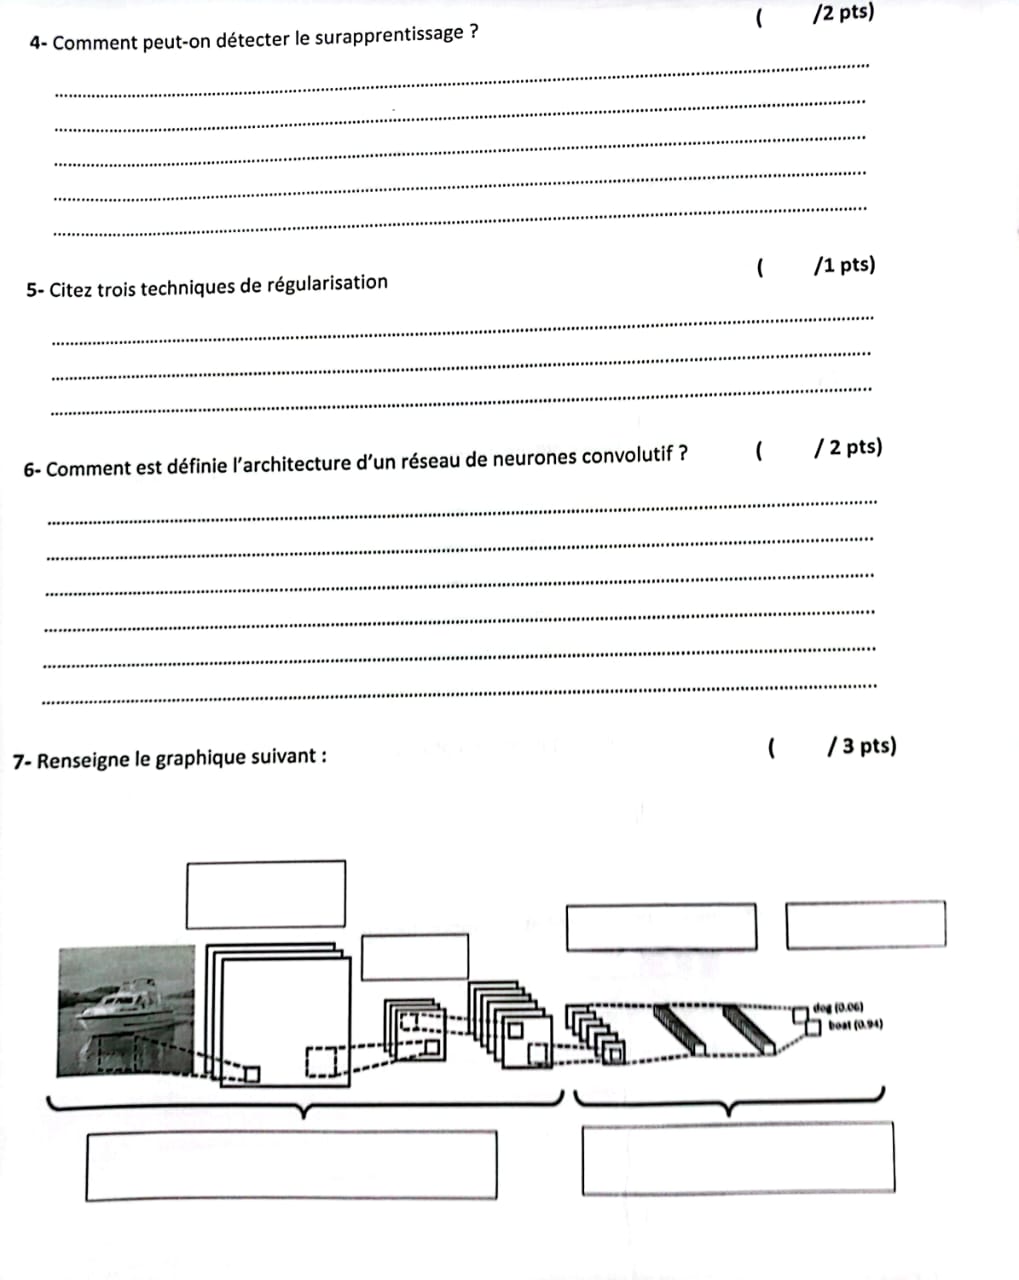 4- Comment peut-on détecter le surapprentissage ? ( /2 pts)
5- Citez trois techniques de régularisation ( /1 pts)
6- Comment est définie l'architecture d'un réseau de neurones convolutif ? ( / 2 pts)
7- Renseigne le graphique suivant : ( / 3 pts)
dog (0.06)
boat (0.94)